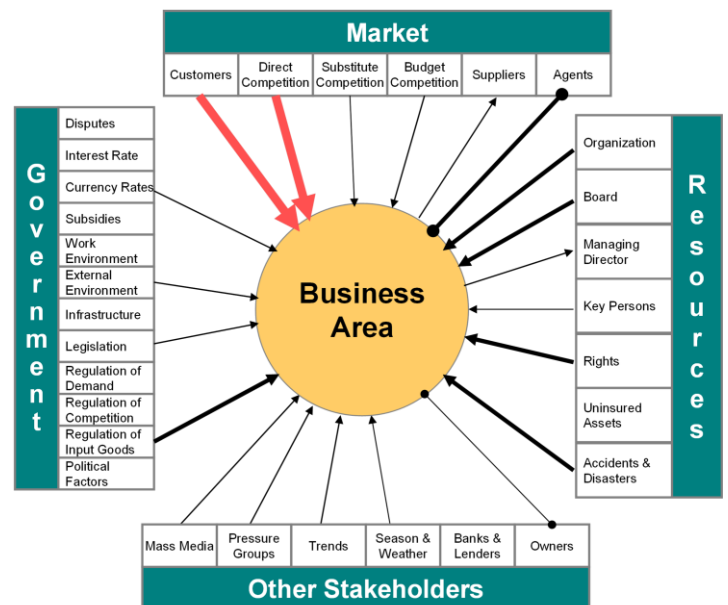 Market
Customers
Direct
Competition
Substitute
Competition
Budget
Competition
Suppliers
Agents
Government
Disputes
Interest Rate
Currency Rates
Subsidies
Work
Environment
External
Environment
Infrastructure
Legislation
Regulation of
Demand
Regulation of
Competition
Regulation of
Input Goods
Political
Factors
Business
Area
Organization
Board
Managing
Director
Key Persons
Rights
Uninsured
Assets
Accidents &
Disasters
Resources
Mass Media
Pressure
Groups
Trends
Season &
Weather
Banks &
Lenders
Owners
Other Stakeholders